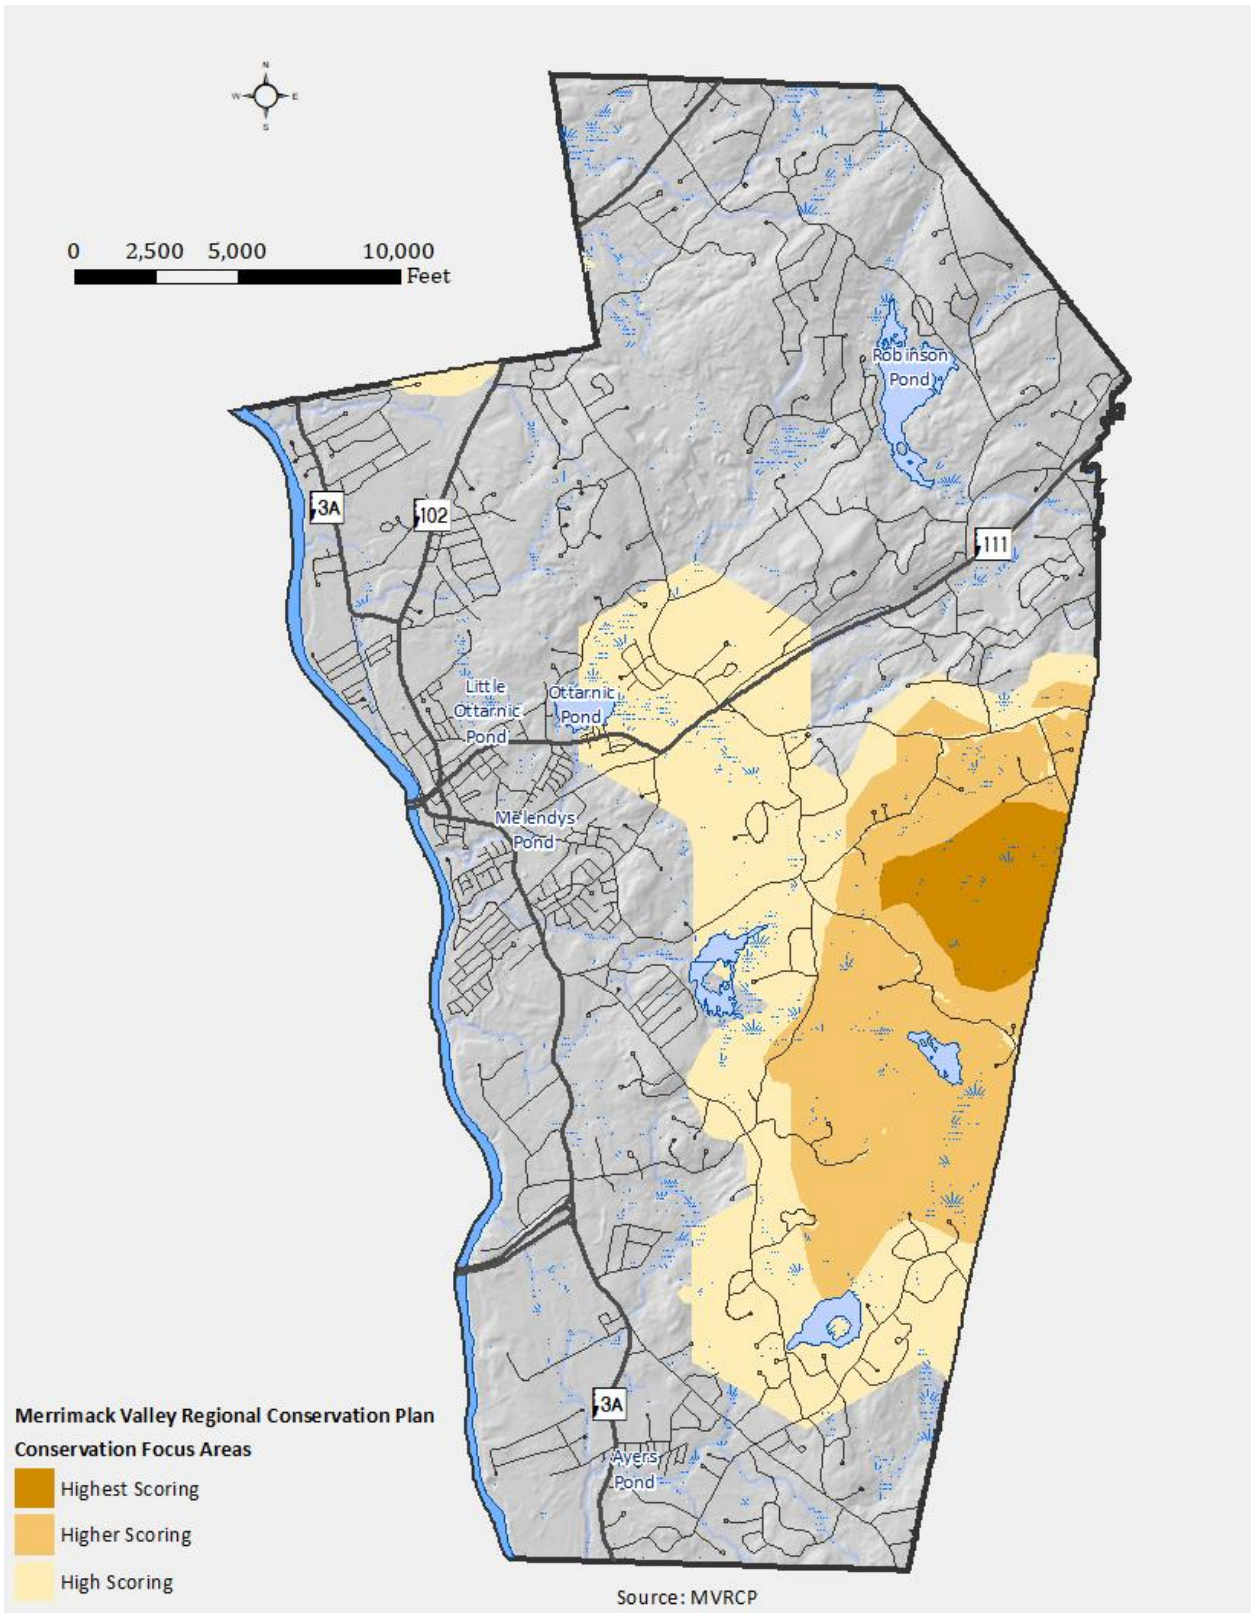 N
W E
S
0 2,500 5,000 10,000
Feet
Robinson
Pond
3A
102
111
Little
Ottarnic
Pond
Ottarnic
Pond
Melendys
Pond
3A
Ayers
Pond
Merrimack Valley Regional Conservation Plan
Conservation Focus Areas
Highest Scoring
Higher Scoring
High Scoring
Source: MVRCP